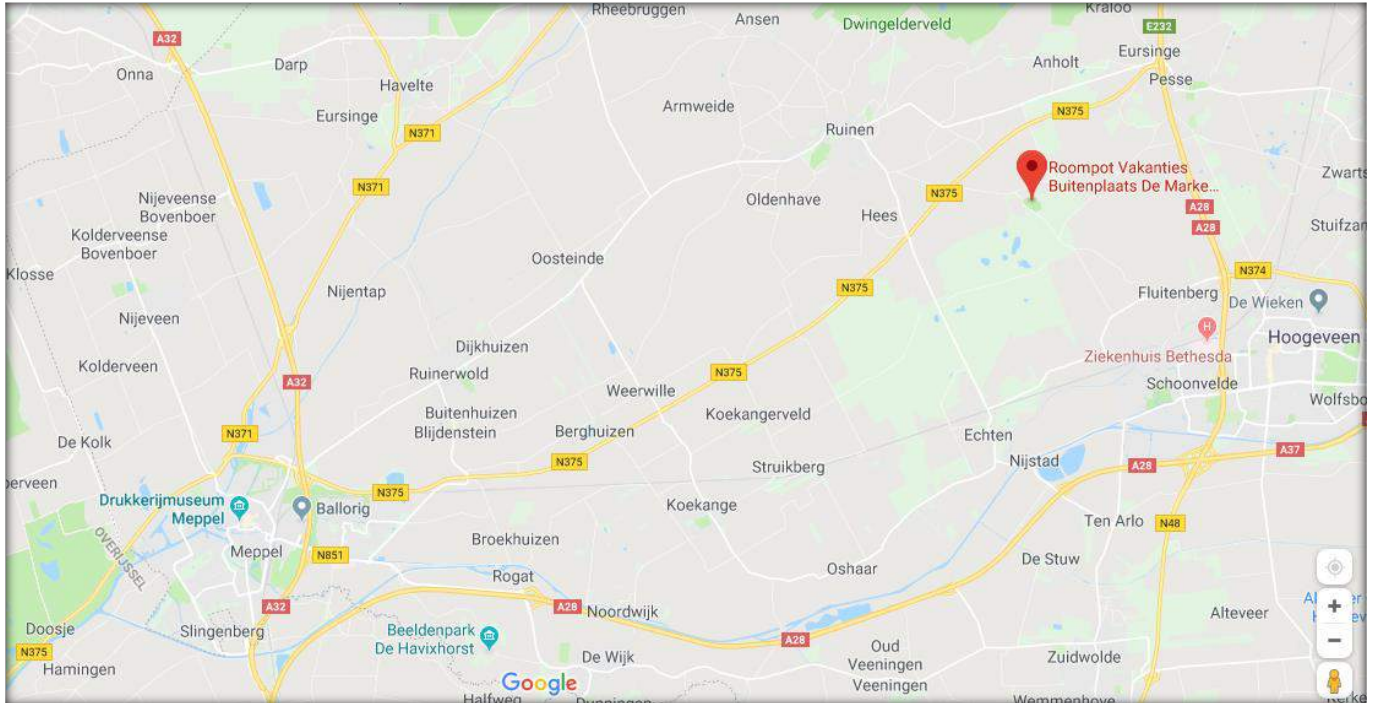 Rheebruggen
Ansen
Dwingelderveld
Kraloo
E232
A32
Eursinge
Anholt
Onna
Darp
Pesse
Havelte
Armweide
N375
Eursinge
N371
Ruinen
Roompot Vakanties
Buitenplaats De Marke...
Zwarts
N371
Nijeveense
Bovenboer
Oldenhave
N375
Hees
A28
A28
Stuifzan
Kolderveense
Bovenboer
Klosse
Oosteinde
N374
Nijentap
N375
Fluitenberg
De Wieken
Nijeveen
H
Hoogeveen
Dijkhuizen
Ziekenhuis Bethesda
Kolderveen
Ruinerwold
A32
N375
Weerwille
Schoonvelde
Wolfsbo
Buitenhuizen
Blijdenstein
Koekangerveld
N371
Berghuizen
De Kolk
Echten
A37
N375
Struikberg
Nijstad
A28
perveen
N375
Drukkerijmuseum
Meppel
Ballorig
Koekange
Ten Arlo
N48
OVERIJSSEL
Meppel
N851
Broekhuizen
De Stuw
Oshaar
Rogat
A32
A28
Noordwijk
Alteveer
Doosje
Slingenberg
Beeldenpark
De Havixhorst
A28
N375
Oud
Veeningen
De Wijk
Zuidwolde
Hamingen
Veeningen
Google
Halfweg
Dunningen
Wemmenhove